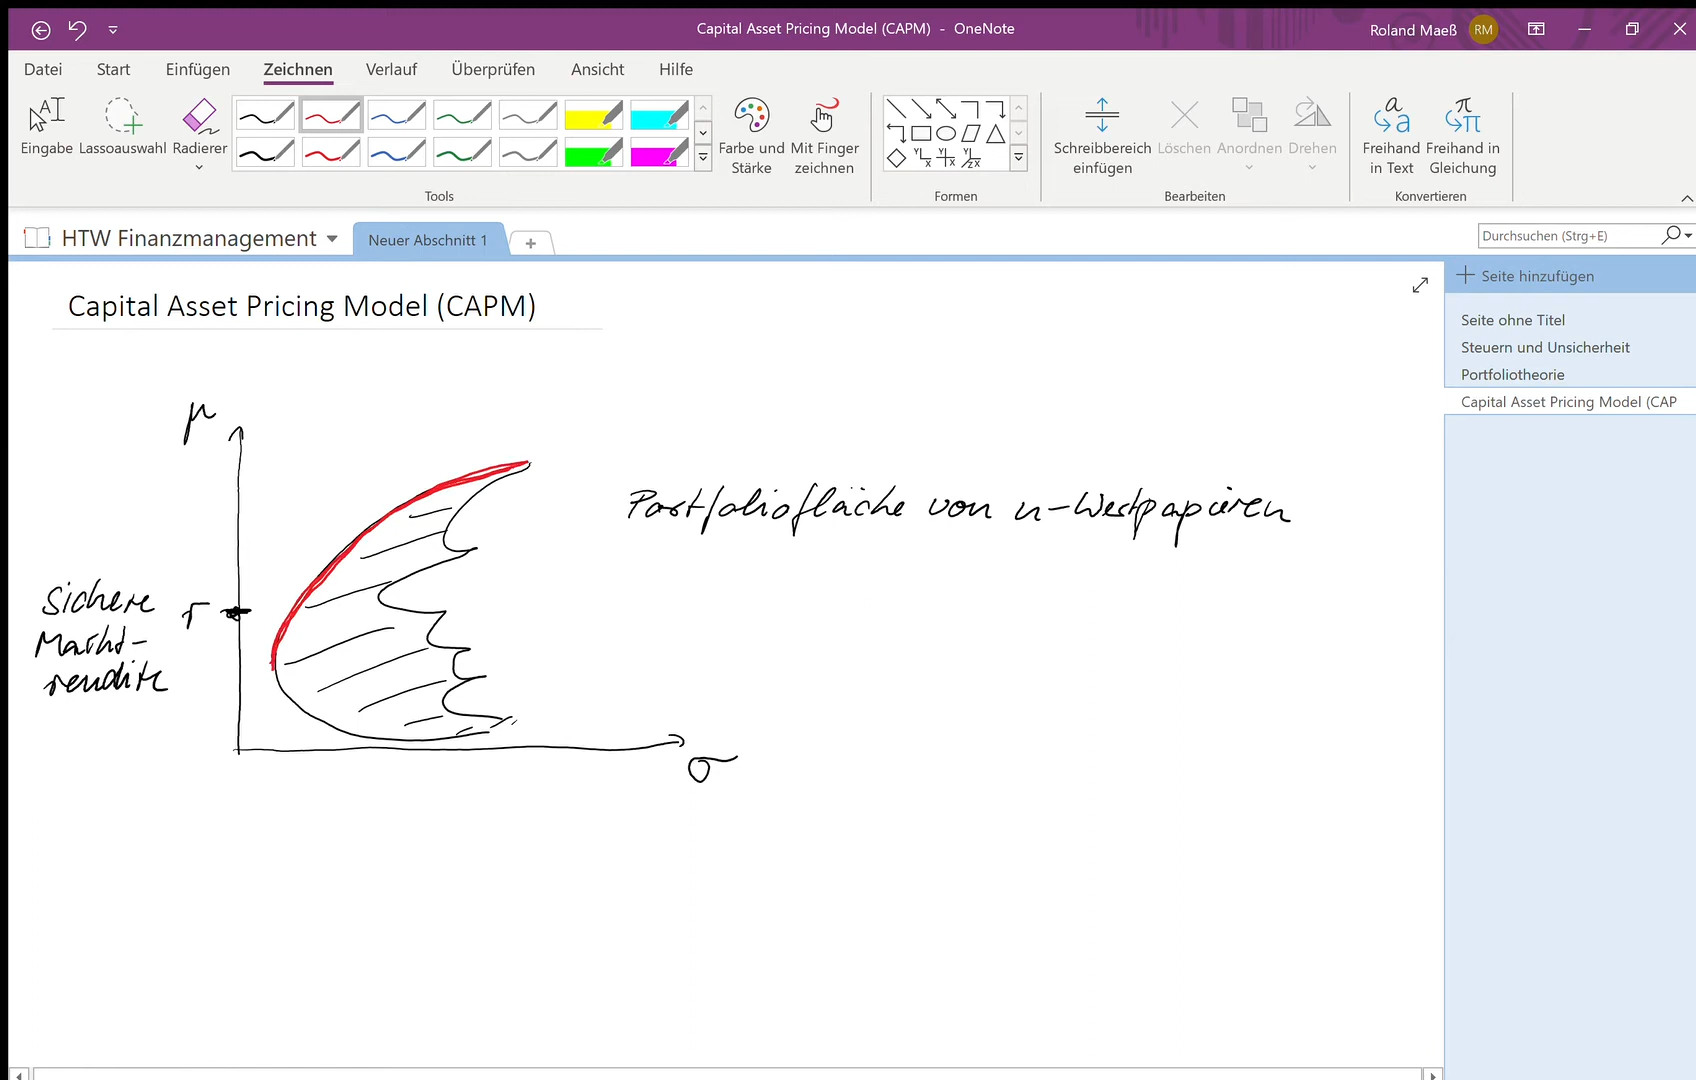 Capital Asset Pricing Model (CAPM) - OneNote
Roland Maeß
RM
Datei
Start
Einfügen
Zeichnen
Verlauf
Überprüfen
Ansicht
Hilfe
Eingabe
Lassoauswahl
Radierer
Farbe und
Stärke
Mit Finger
zeichnen
Schreibbereich
einfügen
Löschen
Anordnen
Drehen
Freihand
in Text
Freihand in
Gleichung
Tools
Formen
Bearbeiten
Konvertieren
HTW Finanzmanagement
Neuer Abschnitt 1
Durchsuchen (Strg+E)
Seite hinzufügen
Seite ohne Titel
Steuern und Unsicherheit
Portfoliotheorie
Capital Asset Pricing Model (CAP
Capital Asset Pricing Model (CAPM)
μ
Portfoliofläche von n-Wertpapieren
sichere
Markt-
rendite
r
σ